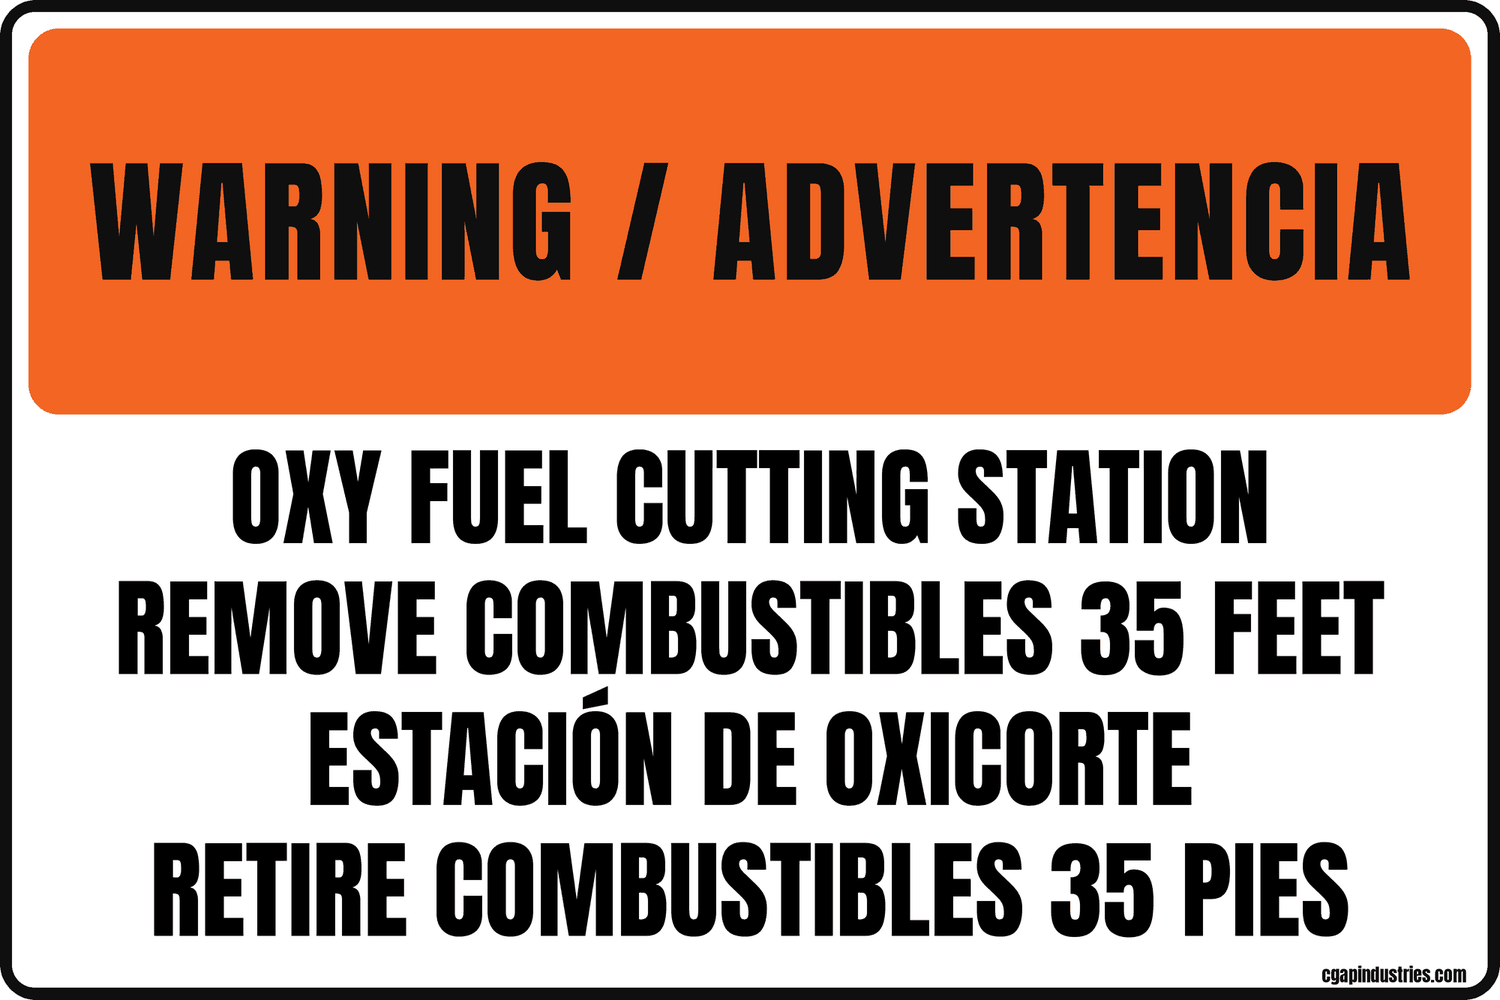 WARNING / ADVERTENCIA
OXY FUEL CUTTING STATION
REMOVE COMBUSTIBLES 35 FEET
ESTACIÓN DE OXICORTE
RETIRE COMBUSTIBLES 35 PIES
cgapindustries.com